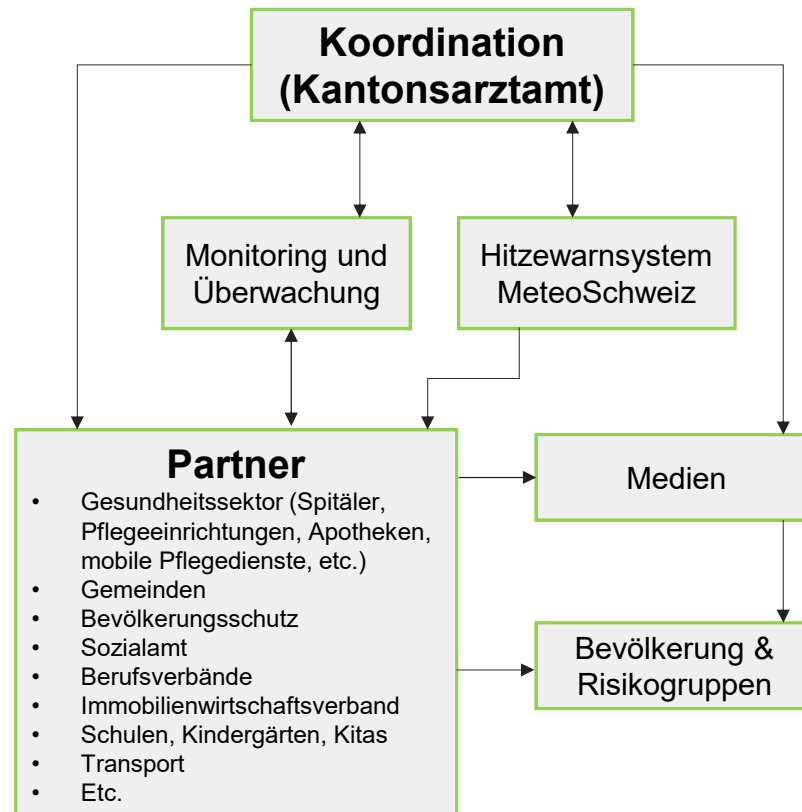 Koordination
(Kantonsarztamt)
Monitoring und
Überwachung
Hitzewarnsystem
MeteoSchweiz
Partner
• Gesundheitssektor (Spitäler,
Pflegeeinrichtungen, Apotheken,
mobile Pflegedienste, etc.)
• Gemeinden
• Bevölkerungsschutz
• Sozialamt
• Berufsverbände
• Immobilienwirtschaftsverband
• Schulen, Kindergärten, Kitas
• Transport
• Etc.
Medien
Bevölkerung &
Risikogruppen